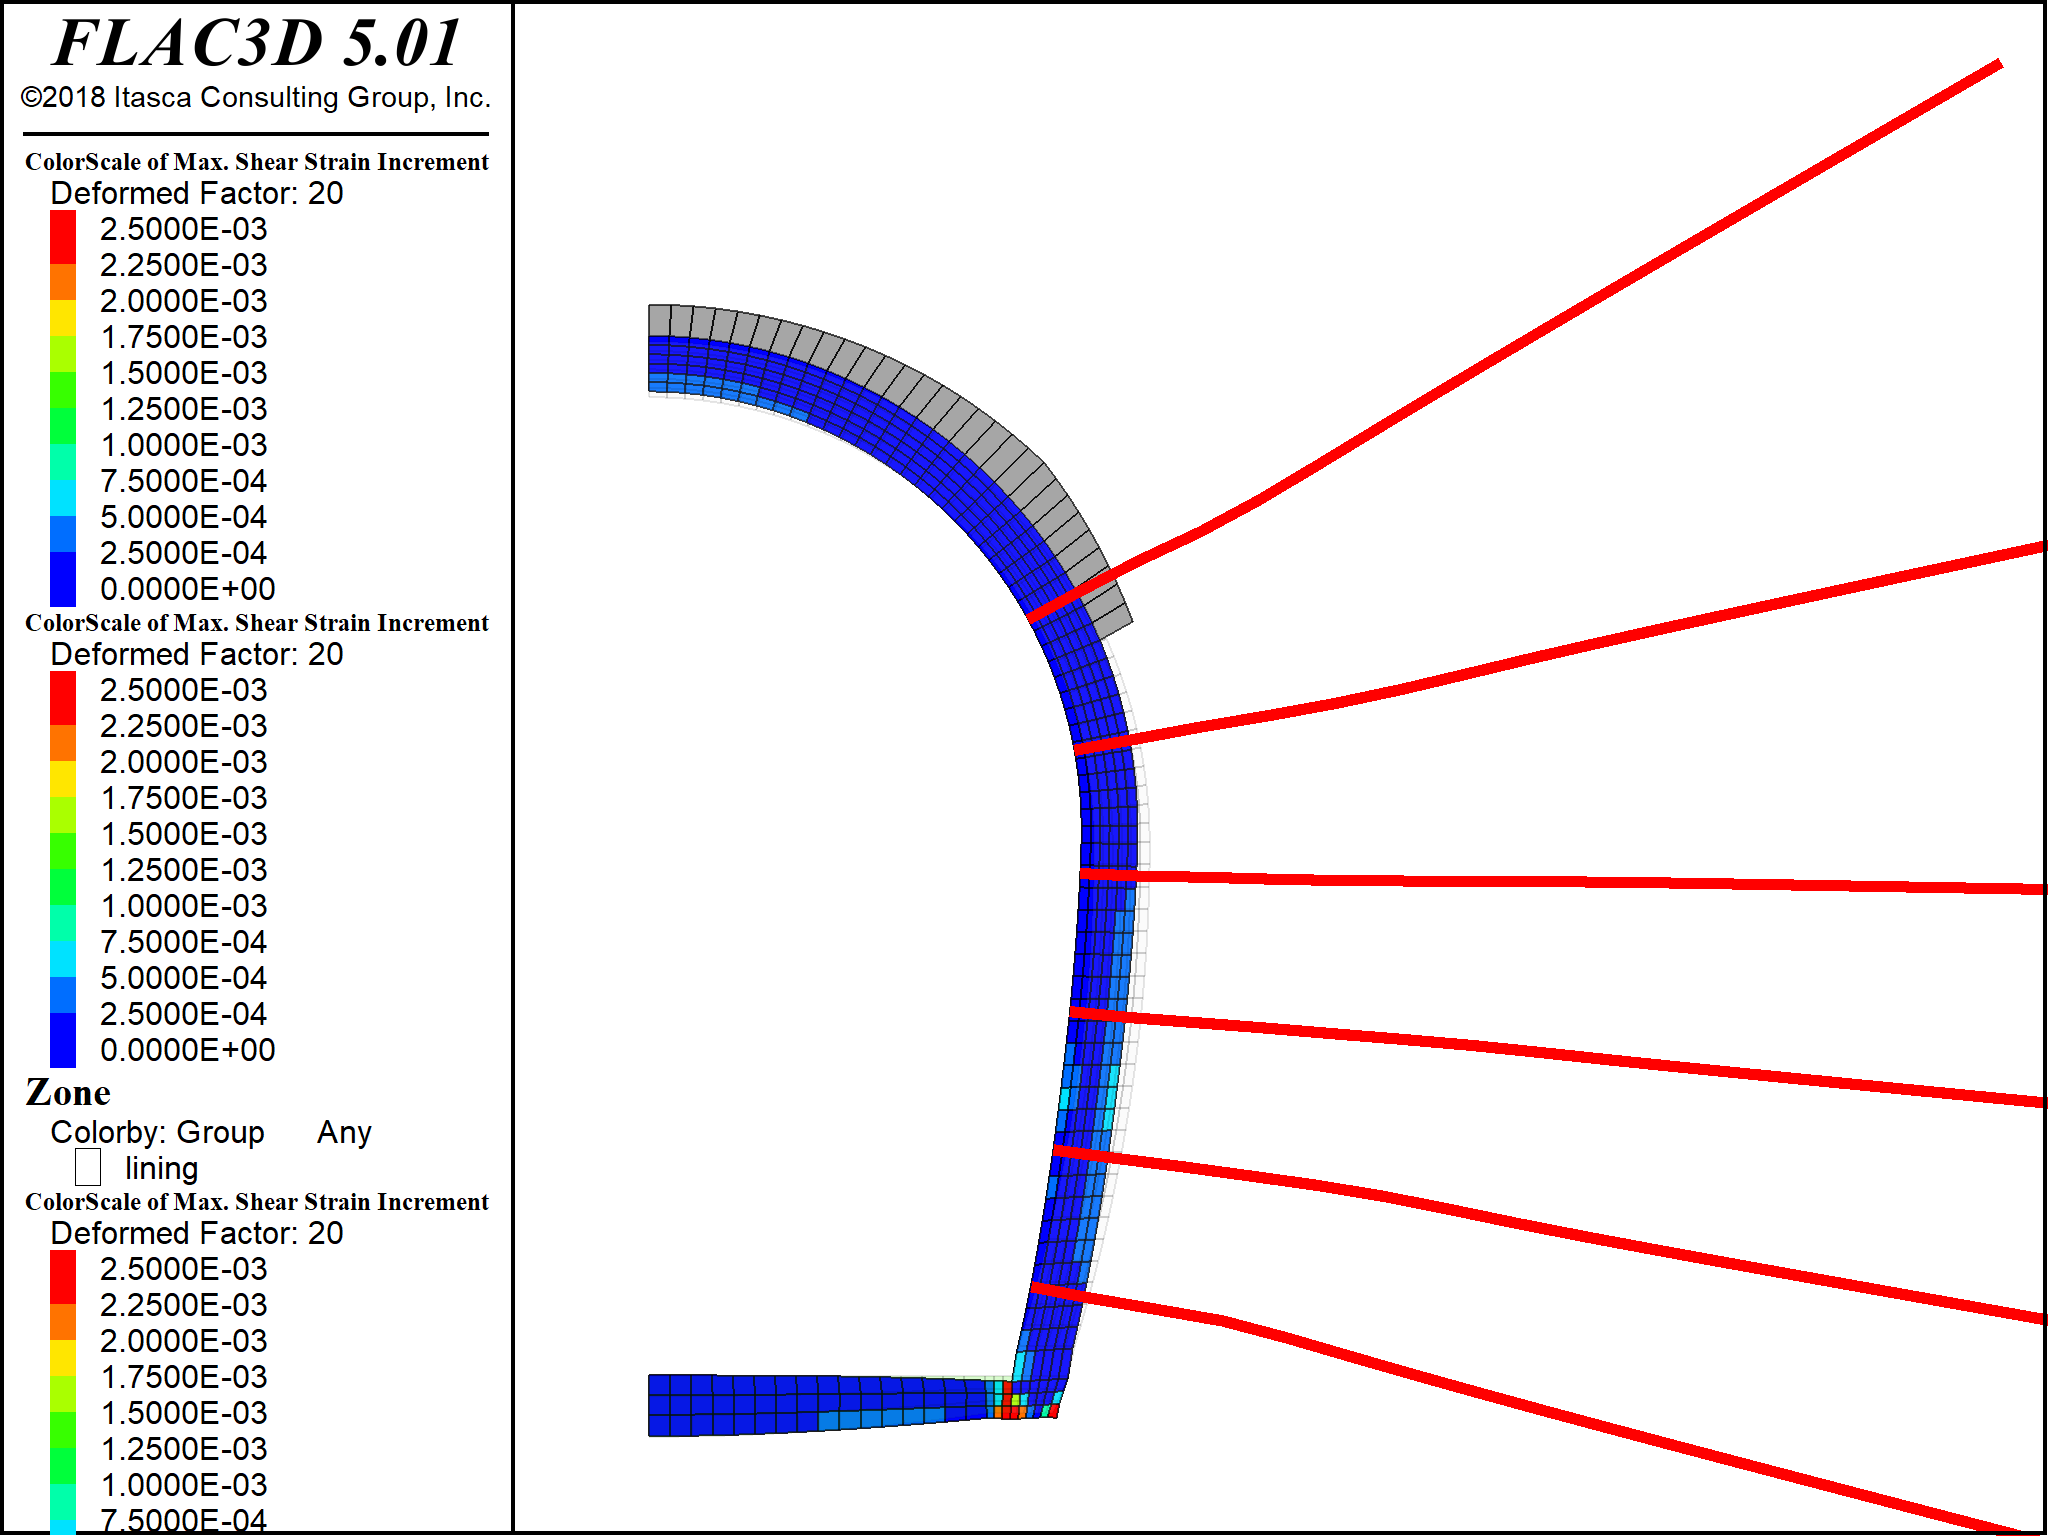 FLAC3D 5.01
©2018 Itasca Consulting Group, Inc.
ColorScale of Max. Shear Strain Increment
Deformed Factor: 20
2.5000E-03
2.2500E-03
2.0000E-03
1.7500E-03
1.5000E-03
1.2500E-03
1.0000E-03
7.5000E-04
5.0000E-04
2.5000E-04
0.0000E+00
ColorScale of Max. Shear Strain Increment
Deformed Factor: 20
2.5000E-03
2.2500E-03
2.0000E-03
1.7500E-03
1.5000E-03
1.2500E-03
1.0000E-03
7.5000E-04
5.0000E-04
2.5000E-04
0.0000E+00
Zone
Colorby: Group Any
lining
ColorScale of Max. Shear Strain Increment
Deformed Factor: 20
2.5000E-03
2.2500E-03
2.0000E-03
1.7500E-03
1.5000E-03
1.2500E-03
1.0000E-03
7.5000E-04